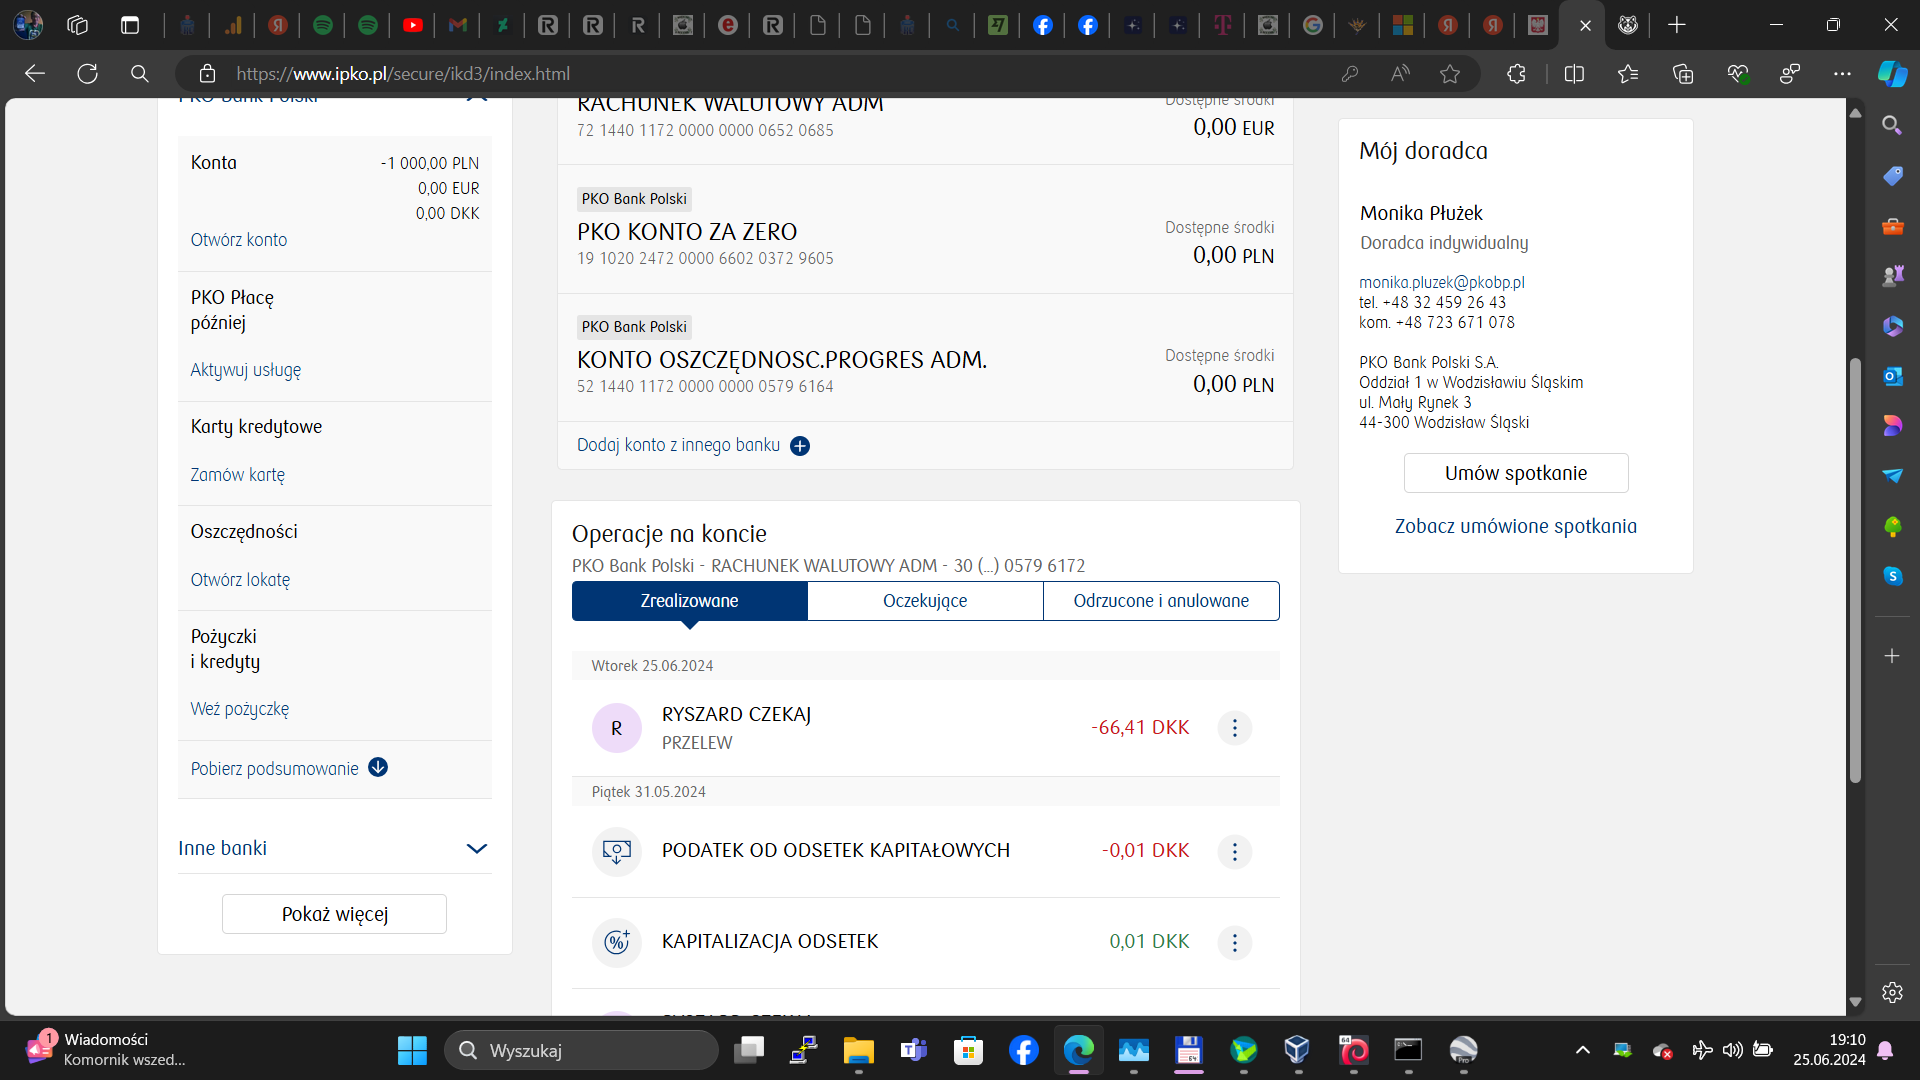 https://www.ipko.pl/secure/ikd3/index.html
PKO Bank Polski
Konta
-1 000,00 PLN
0,00 EUR
0,00 DKK
Otwórz konto
PKO Płacę
później
Aktywuj usługę
Karty kredytowe
Zamów kartę
Oszczędności
Otwórz lokatę
Pożyczki
i kredyty
Weź pożyczkę
Pobierz podsumowanie
Inne banki
Pokaż więcej
RACHUNEK WALUTOWY ADM
Dostępne środki
72 1440 1172 0000 0000 0652 0685
0,00 EUR
PKO Bank Polski
PKO KONTO ZA ZERO
Dostępne środki
19 1020 2472 0000 6602 0372 9605
0,00 PLN
PKO Bank Polski
KONTO OSZCZĘDNOSC.PROGRES ADM.
Dostępne środki
52 1440 1172 0000 0000 0579 6164
0,00 PLN
Dodaj konto z innego banku
Operacje na koncie
PKO Bank Polski - RACHUNEK WALUTOWY ADM - 30 (...) 0579 6172
Zrealizowane
Oczekujące
Odrzucone i anulowane
Wtorek 25.06.2024
R
RYSZARD CZEKAJ
PRZELEW
-66,41 DKK
Piątek 31.05.2024
PODATEK OD ODSETEK KAPITAŁOWYCH
-0,01 DKK
KAPITALIZACJA ODSETEK
0,01 DKK
Mój doradca
Monika Płużek
Doradca indywidualny
monika.pluzek@pkobp.pl
tel. +48 32 459 26 43
kom. +48 723 671 078
PKO Bank Polski S.A.
Oddział 1 w Wodzisławiu Śląskim
ul. Mały Rynek 3
44-300 Wodzisław Śląski
Umów spotkanie
Zobacz umówione spotkania
1
Wiadomości
Komornik wszed...
Wyszukaj
19:10
25.06.2024